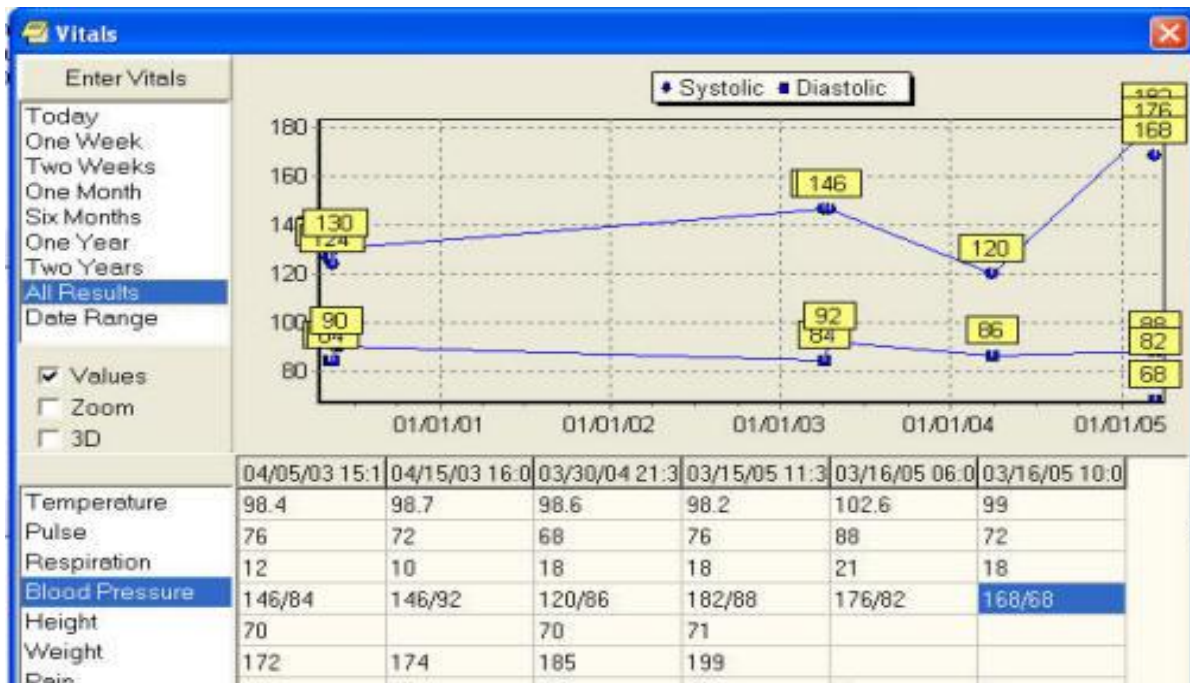 Vitals
Enter Vitals
Today
One Week
Two Weeks
One Month
Six Months
One Year
Two Years
All Results
Date Range
Values
Zoom
3D
Systolic Diastolic
180
160
120
100
80
130
124
146
120
182
176
168
90
84
92
84
86
88
82
68
01/01/01 01/01/02 01/01/03 01/01/04 01/01/05
04/05/03 15:1 04/15/03 16:0 03/30/04 21:3 03/15/05 11:3 03/16/05 06:0 03/16/05 10:0
Temperature 98.4 98.7 98.6 98.2 102.6 99
Pulse 76 72 68 76 88 72
Respiration 12 10 18 18 21 18
Blood Pressure 146/84 146/92 120/86 182/88 176/82 168/68
Height 70 70 71
Weight 172 174 185 199
Pain